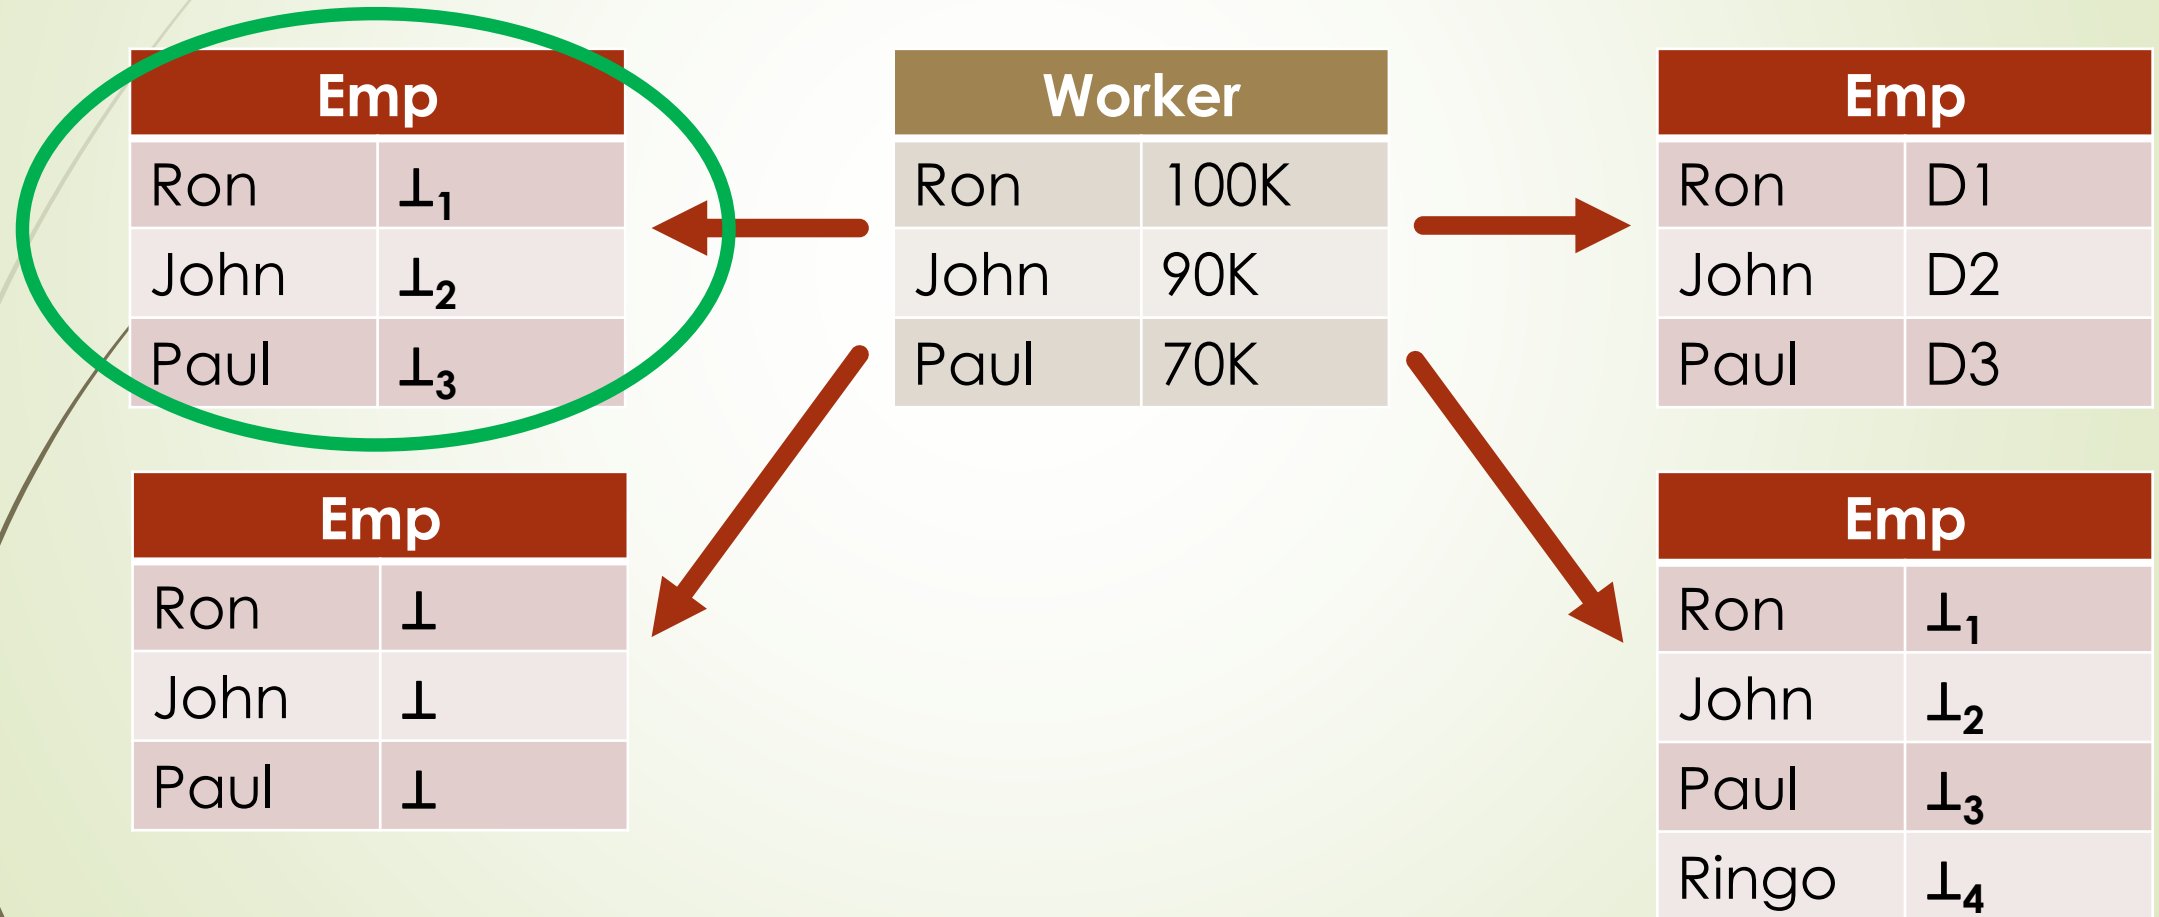 Emp
Ron ⊥1
John ⊥2
Paul ⊥3
Worker
Ron 100K
John 90K
Paul 70K
Emp
Ron D1
John D2
Paul D3
Emp
Ron ⊥
John ⊥
Paul ⊥
Emp
Ron ⊥1
John ⊥2
Paul ⊥3
Ringo ⊥4